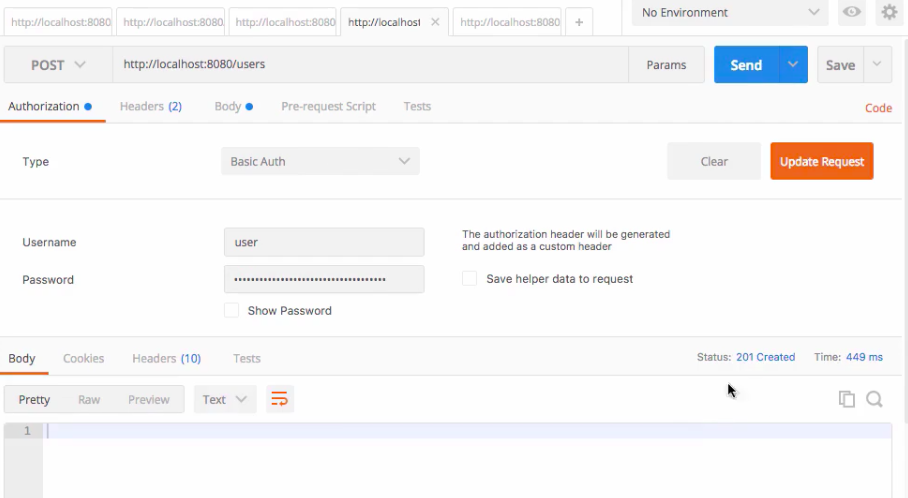 http://localhost:8080 http://localhost:8080 http://localhost:8080 http://localhost × http://localhost:8080 + No Environment
POST http://localhost:8080/users Params Send Save
Authorization Headers (2) Body Pre-request Script Tests Code
Type Basic Auth Clear Update Request
Username user The authorization header will be generated
and added as a custom header
Password •••••••••••••••••••••••••••••••••••• Save helper data to request
Show Password
Body Cookies Headers (10) Tests Status: 201 Created Time: 449 ms
Pretty Raw Preview Text
1